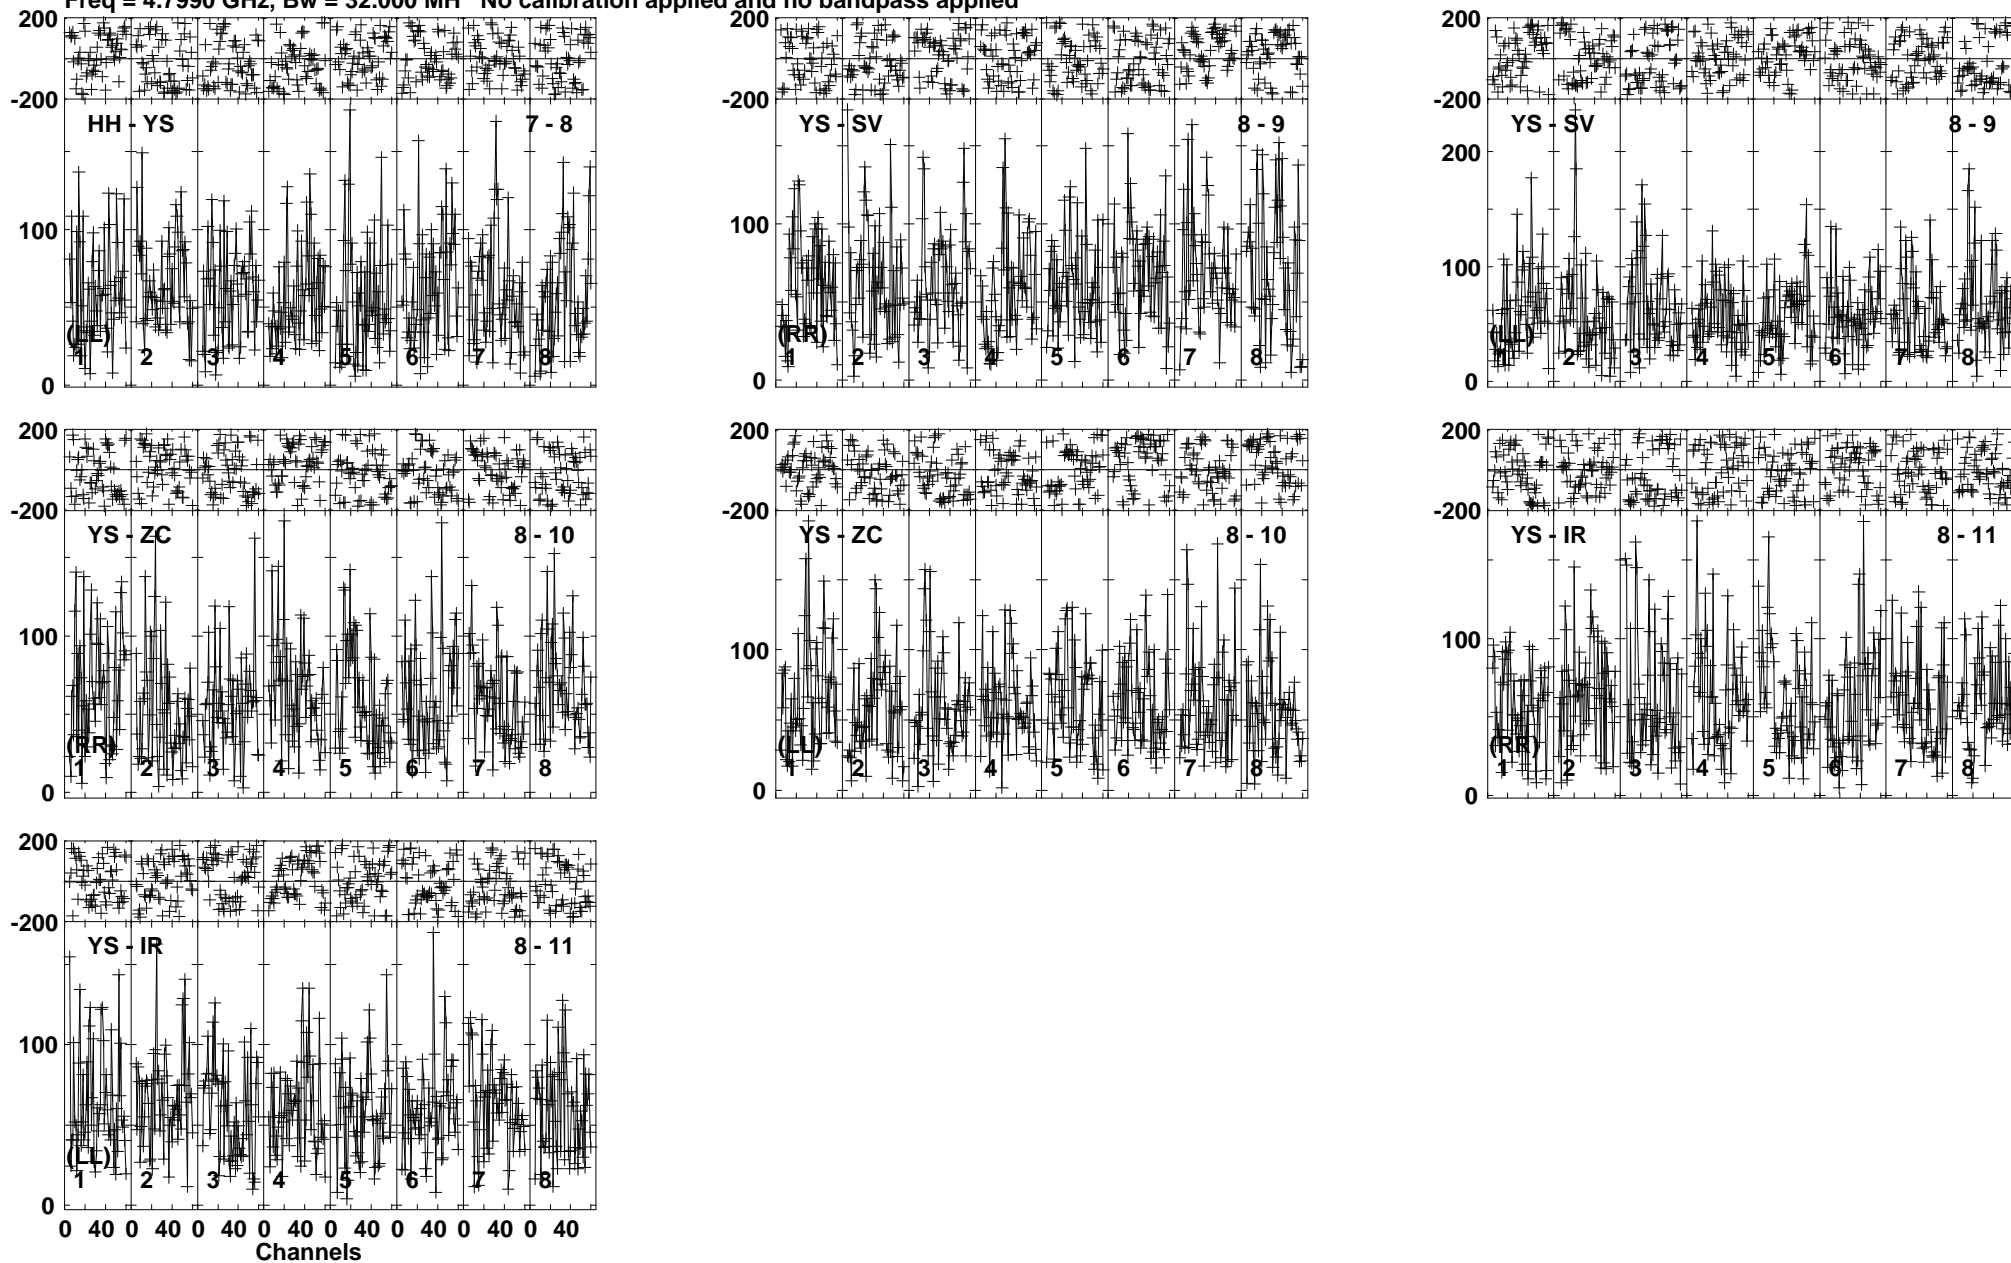 Freq = 4.7990 GHz, Bw = 32.000 MH No calibration applied and no bandpass applied
200 200 200
-200 -200 -200
HH - YS 7 - 8 YS - SV 8 - 9 YS - SV 8 - 9
200
100 100 100
(LL) (RR) (LL)
1 2 3 4 5 6 7 8 1 2 3 4 5 6 7 8 1 2 3 4 5 6 7 8
0 0 0
200 200 200
-200 -200 -200
YS - ZC 8 - 10 YS - ZC 8 - 10 YS - IR 8 - 11
100 100 100
(RR) (LL) (RR)
1 2 3 4 5 6 7 8 1 2 3 4 5 6 7 8 1 2 3 4 5 6 7 8
0 0 0
200
-200
YS - IR 8 - 11
100
(LL)
1 2 3 4 5 6 7 8
0
0 40 0 40 0 40 0 40 0 40 0 40 0 40 0 40
Channels